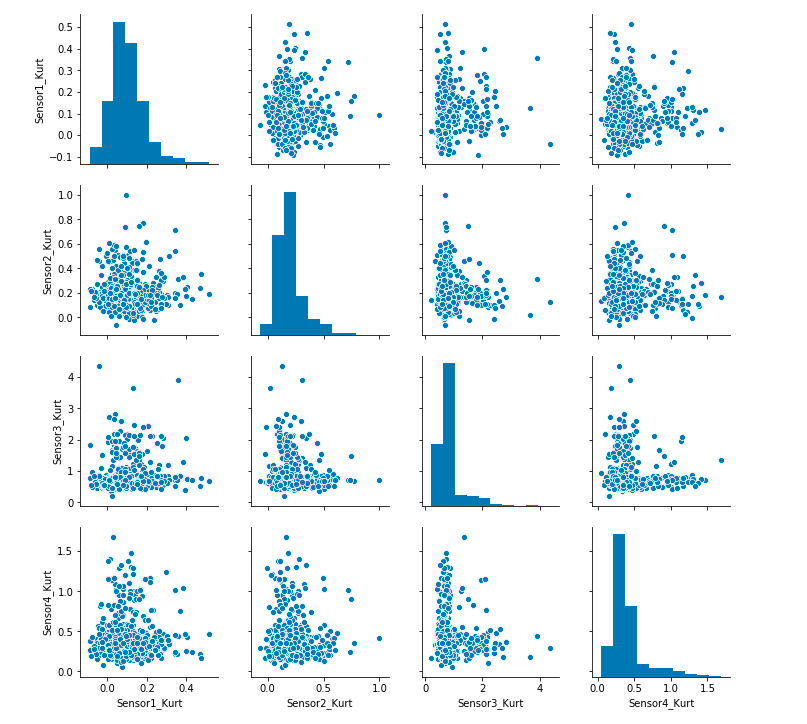 Sensor1_Kurt
0.5
0.4
0.3
0.2
0.1
0.0
−0.1
Sensor2_Kurt
1.0
0.8
0.6
0.4
0.2
0.0
Sensor3_Kurt
4
3
2
1
0
Sensor4_Kurt
1.5
1.0
0.5
0.0
0.0 0.2 0.4
0.0 0.5 1.0
0 2 4
0.0 0.5 1.0 1.5
Sensor1_Kurt Sensor2_Kurt Sensor3_Kurt Sensor4_Kurt